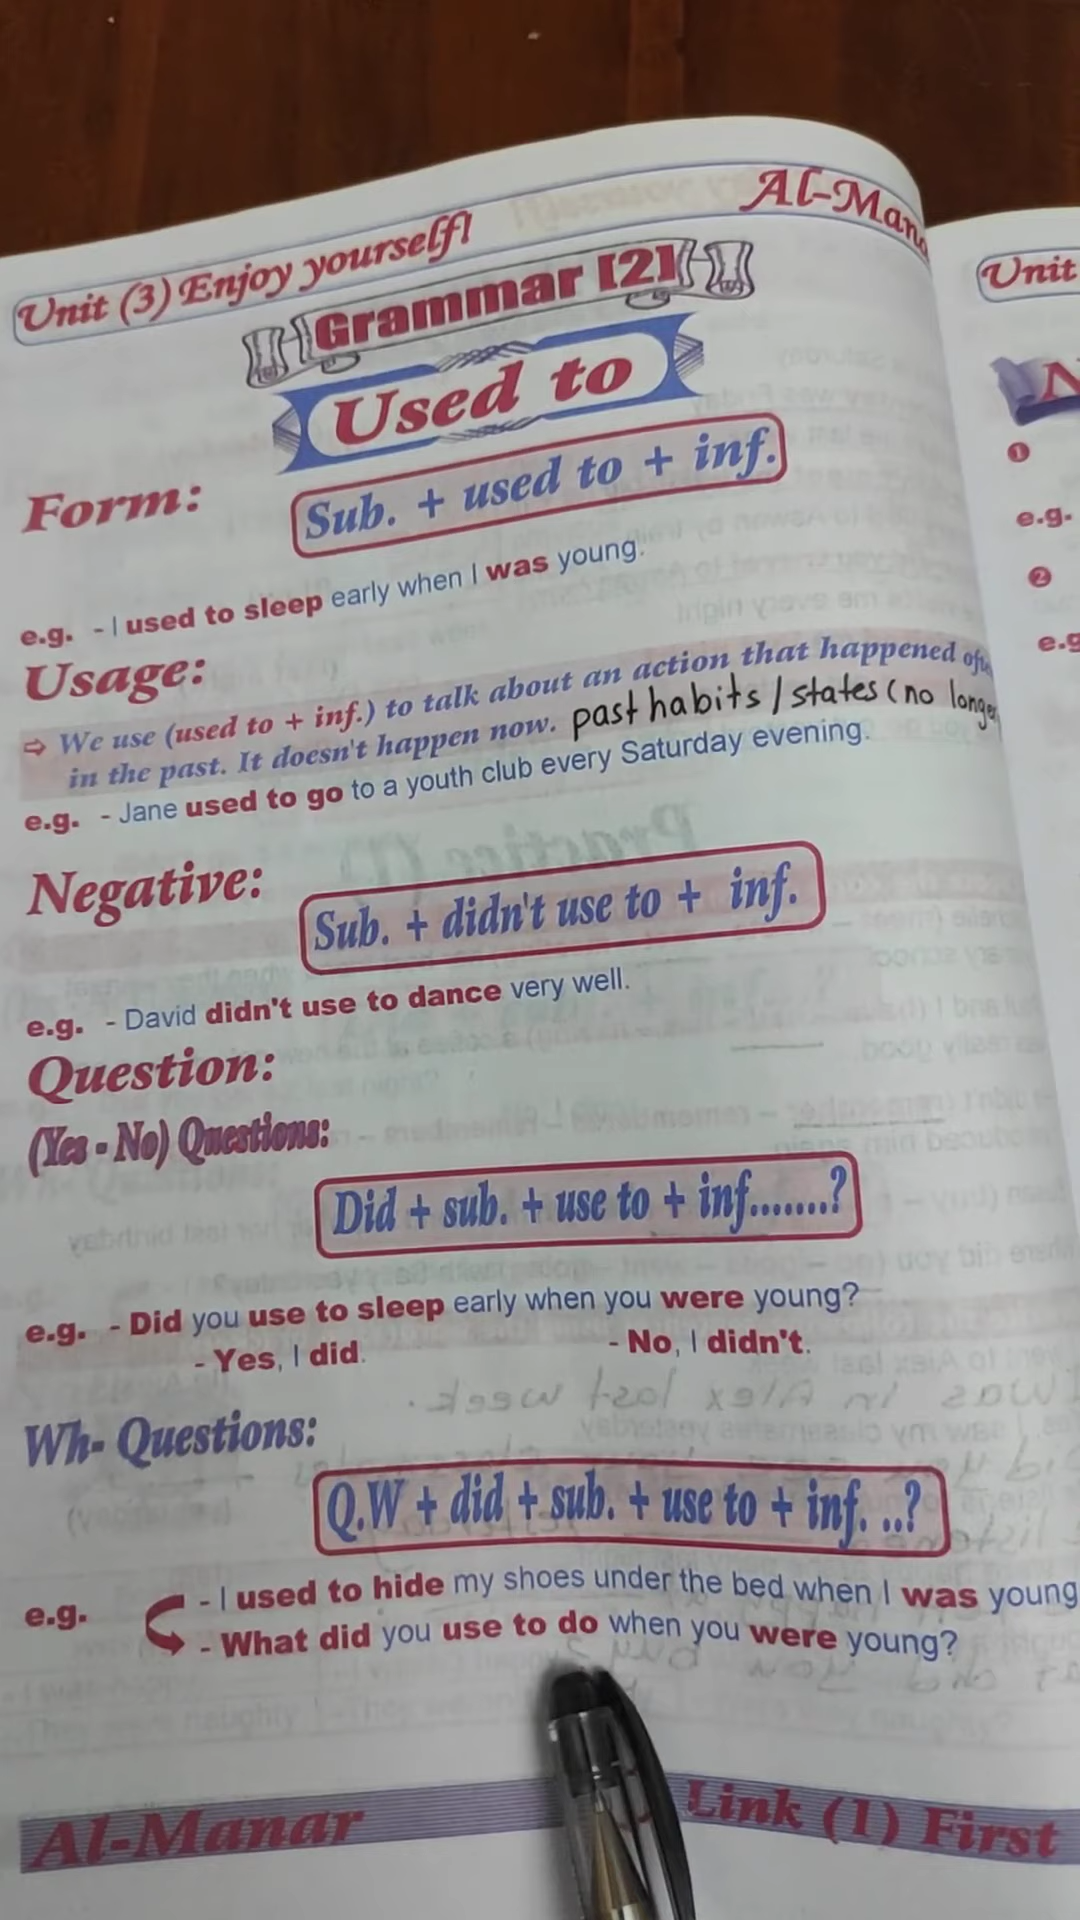 Unit (3) Enjoy yourself!
Al-Mana
Grammar [2]
Used to
Form:
Sub. + used to + inf.
e.g. - I used to sleep early when I was young.
Usage:
⇨ We use (used to + inf.) to talk about an action that happened
in the past. It doesn't happen now. past habits / states (no longer
e.g. - Jane used to go to a youth club every Saturday evening.
Negative:
Sub. + didn't use to + inf.
e.g. - David didn't use to dance very well.
Question:
(Yes - No) Questions:
Did + sub. + use to + inf.......?
e.g. - Did you use to sleep early when you were young?
- Yes, I did. - No, I didn't.
Wh- Questions:
Q.W + did + sub. + use to + inf. ..?
e.g. - I used to hide my shoes under the bed when I was young
- What did you use to do when you were young?
Al-Manar
Link (1) First
Unit
N
1
e.g.
2
e.g